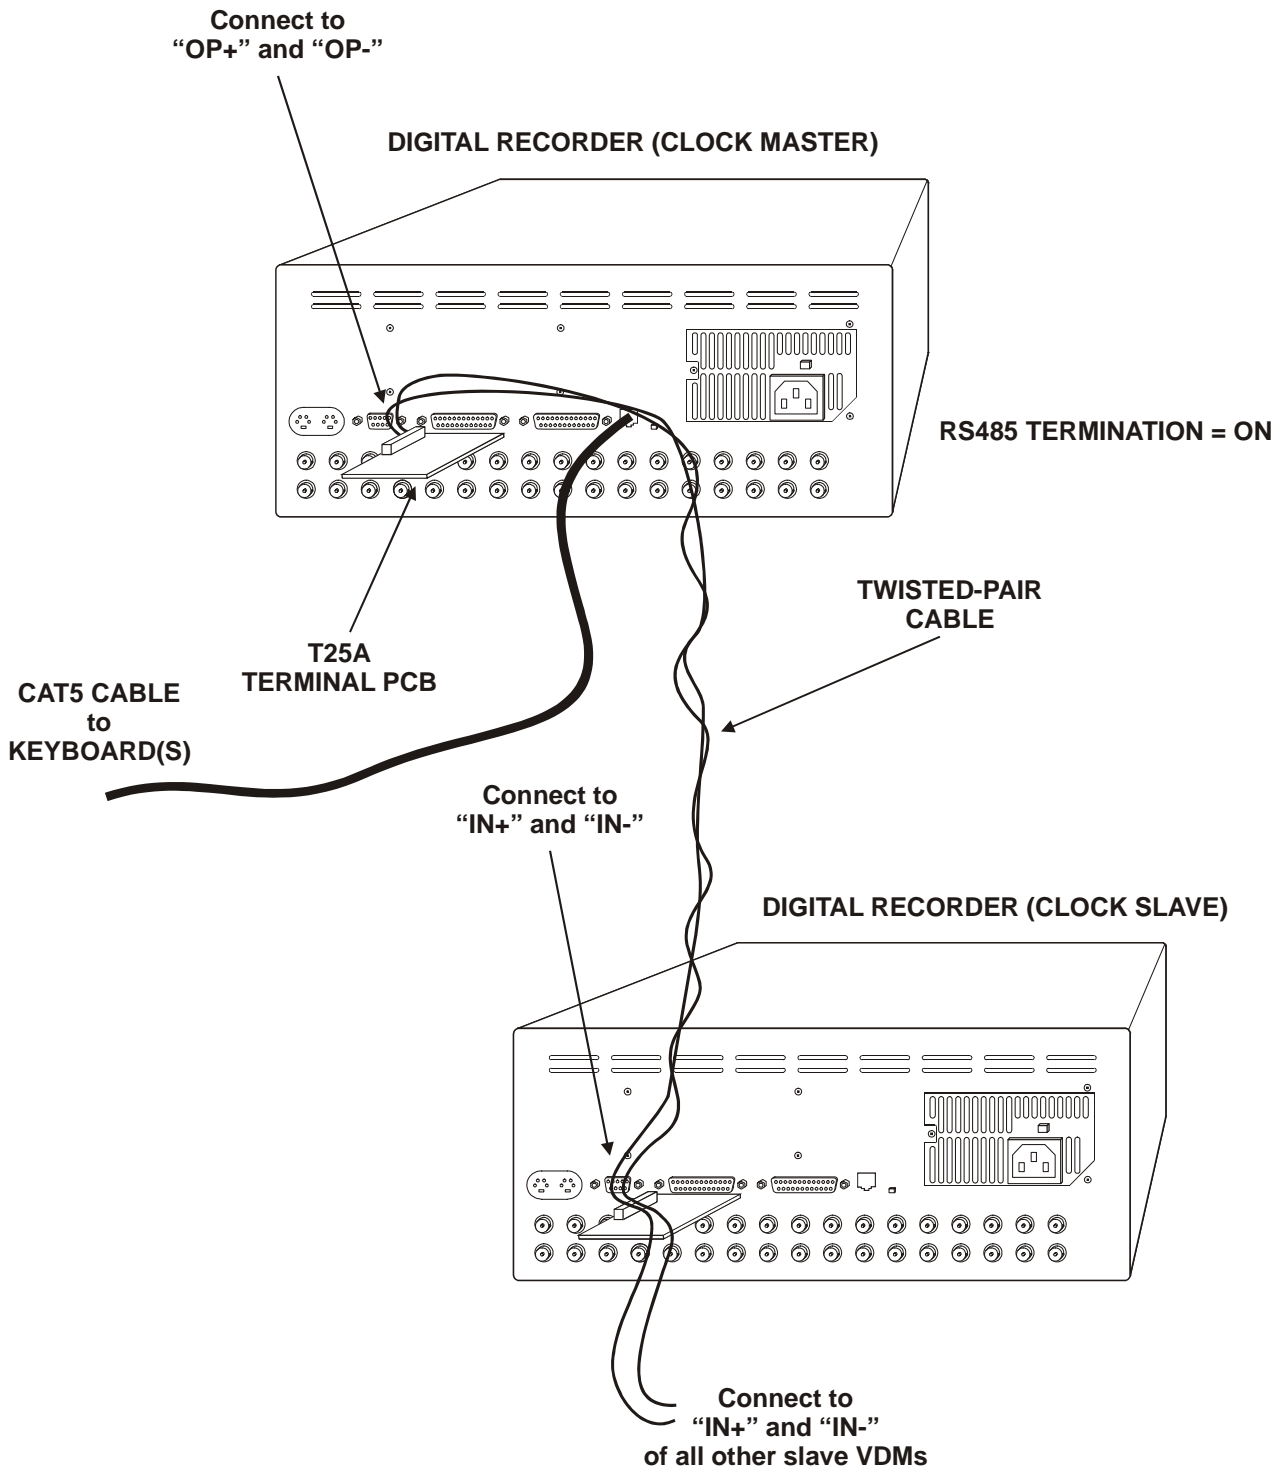 Connect to
“OP+” and “OP-”
DIGITAL RECORDER (CLOCK MASTER)
RS485 TERMINATION = ON
TWISTED-PAIR
CABLE
T25A
TERMINAL PCB
CAT5 CABLE
to
KEYBOARD(S)
Connect to
“IN+” and “IN-”
DIGITAL RECORDER (CLOCK SLAVE)
Connect to
“IN+” and “IN-”
of all other slave VDMs